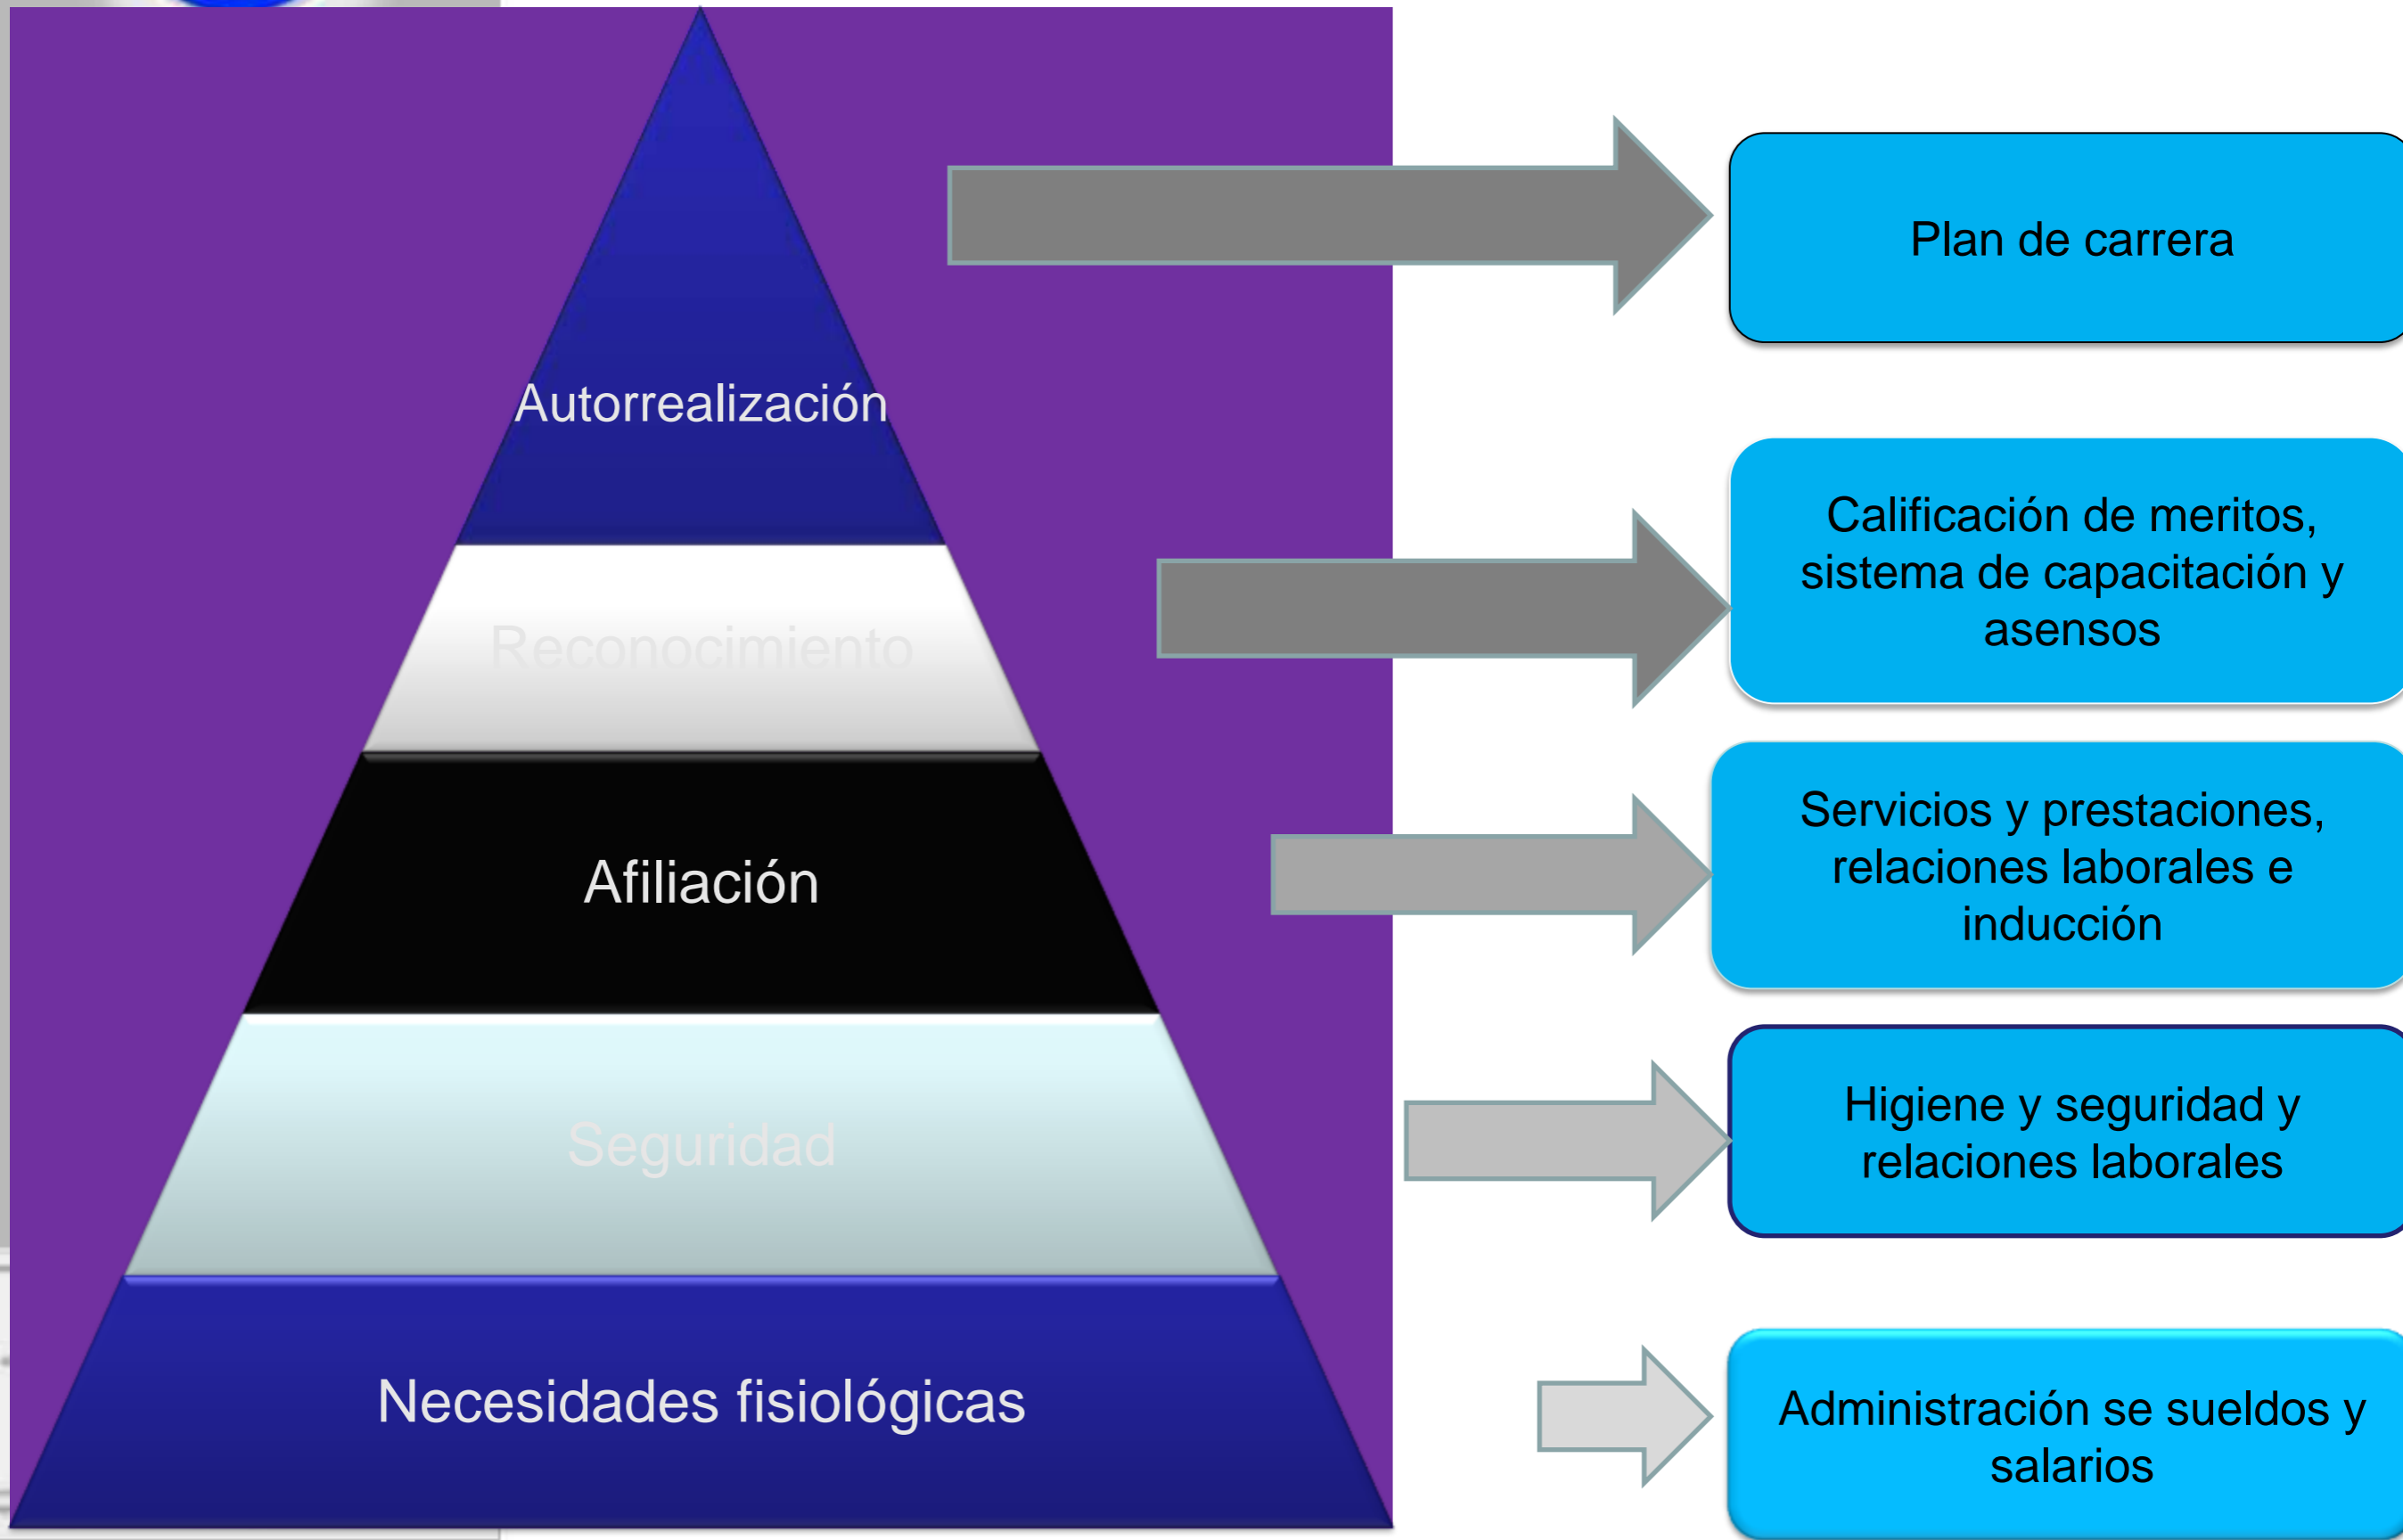 Autorrealización
Plan de carrera
Reconocimiento
Calificación de meritos,
sistema de capacitación y
asensos
Afiliación
Servicios y prestaciones,
relaciones laborales e
inducción
Seguridad
Higiene y seguridad y
relaciones laborales
Necesidades fisiológicas
Administración se sueldos y
salarios